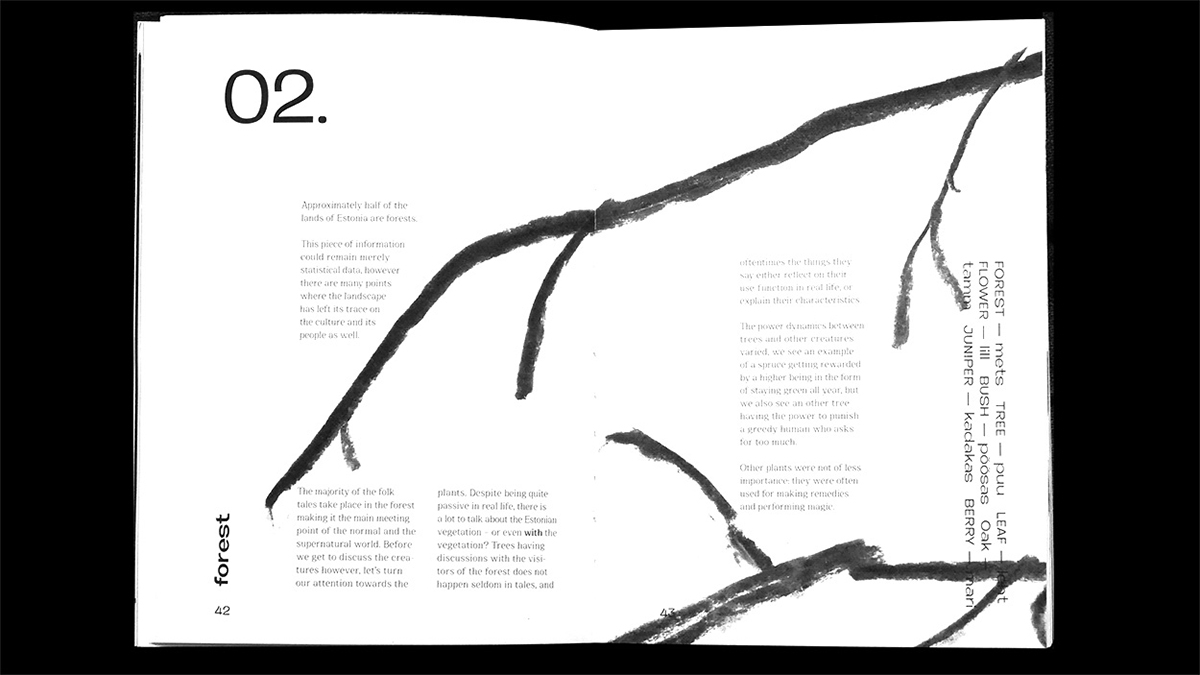 02.
Approximately half of the
lands of Estonia are forests.
This piece of information
could remain merely
statistical data, however
there are many points
where the landscape
has left its trace on
the culture and its
people as well.
The majority of the folk
tales take place in the forest
making it the main meeting
point of the normal and the
supernatural world. Before
we get to discuss the crea
tures however, let's turn
our attention towards the
plants. Despite being quite
passive in real life, there is
a lot to talk about the Estonian
vegetation - or even with the
vegetation? Trees having
discussions with the visi-
tors of the forest does not
happen seldom in tales, and
forest
42
oftentimes the things they
say either reflect on their
use function in real life, or
explain their characteristics.
The power dynamics between
trees and other creatures
varied, we see an example
of a spruce getting rewarded
by a higher being in the form
of staying green all year, but
we also see an other tree
having the power to punish
a greedy human who asks
for too much.
Other plants were not of less
importance; they were often
used for making remedies
and performing magic.
FOREST — mets TREE — puu LEAF —
FLOWER — lill BUSH — põõsas Oak —
tamm JUNIPER — kadakas BERRY — mari
43